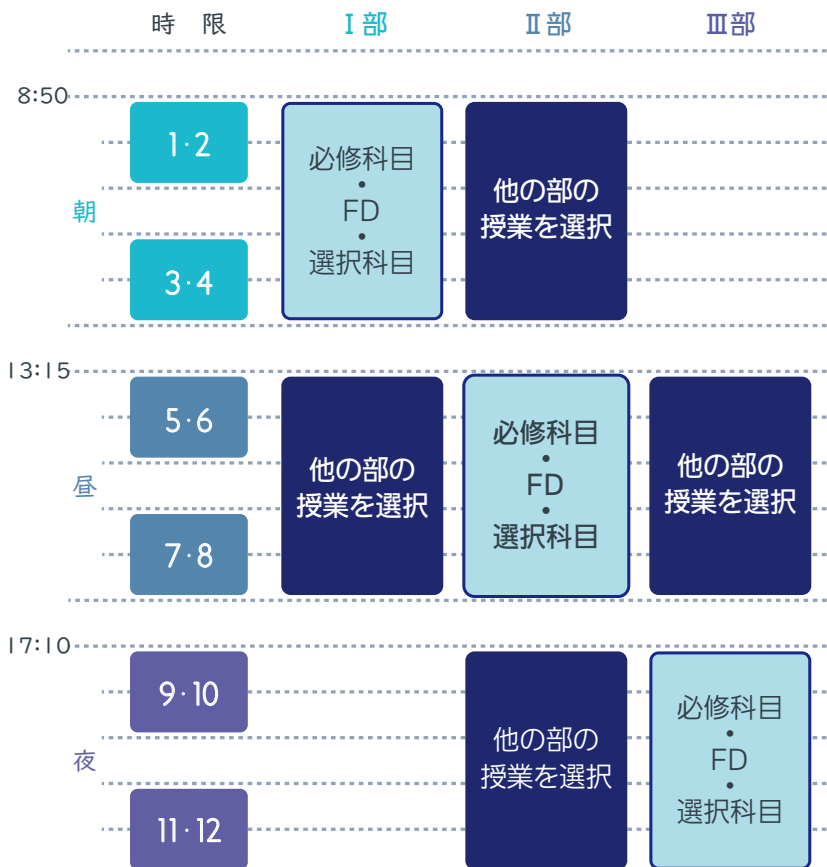 時 限 Ⅰ部 Ⅱ部 Ⅲ部
8:50
朝
1·2
3·4
必修科目
・
FD
・
選択科目
他の部の
授業を選択
13:15
昼
5·6
7·8
他の部の
授業を選択
必修科目
・
FD
・
選択科目
他の部の
授業を選択
17:10
夜
9·10
11·12
他の部の
授業を選択
必修科目
・
FD
・
選択科目